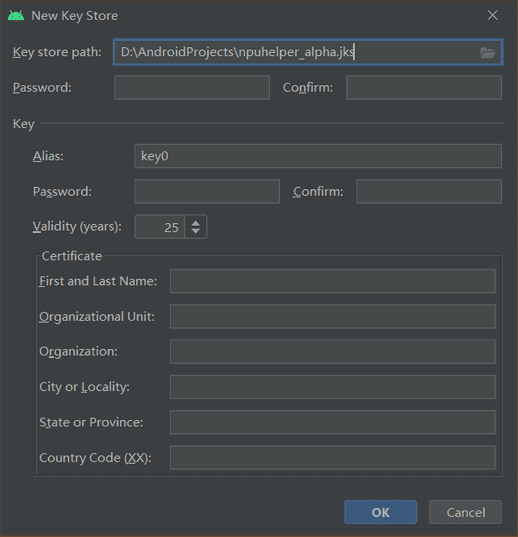 New Key Store
Key store path: D:\AndroidProjects\npuhelper_alpha.jks
Password: Confirm:
Key
Alias: key0
Password: Confirm:
Validity (years): 25
Certificate
First and Last Name:
Organizational Unit:
Organization:
City or Locality:
State or Province:
Country Code (XX):
OK Cancel